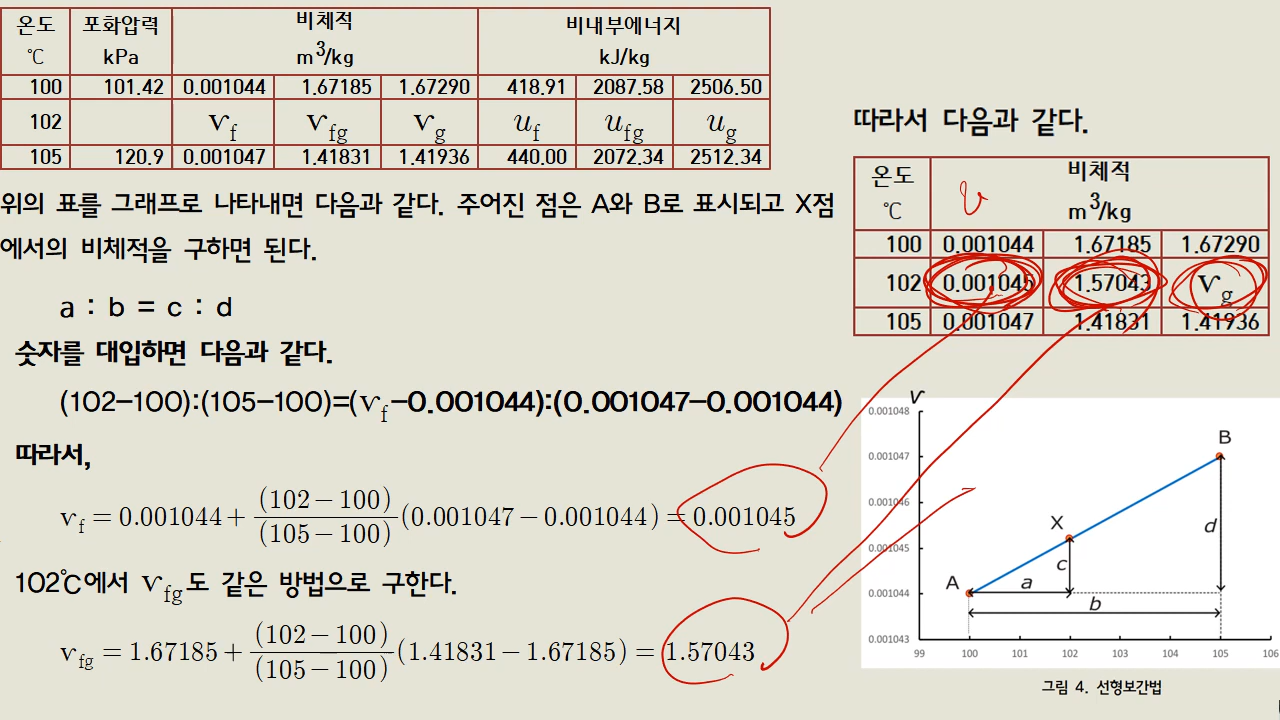 온도 포화압력 비체적 비내부에너지
℃ kPa m³/kg kJ/kg
100 101.42 0.001044 1.67185 1.67290 418.91 2087.58 2506.50
102 v_f v_fg v_g u_f u_fg u_g
105 120.9 0.001047 1.41831 1.41936 440.00 2072.34 2512.34
위의 표를 그래프로 나타내면 다음과 같다. 주어진 점은 A와 B로 표시되고 X점
에서의 비체적을 구하면 된다.
a : b = c : d
숫자를 대입하면 다음과 같다.
(102-100):(105-100)=(v_f-0.001044):(0.001047-0.001044)
따라서,
v_f = 0.001044 + (102-100)/(105-100) (0.001047-0.001044) = 0.001045
102℃에서 v_fg도 같은 방법으로 구한다.
v_fg = 1.67185 + (102-100)/(105-100) (1.41831-1.67185) = 1.57043
따라서 다음과 같다.
온도 v 비체적
℃ m³/kg
100 0.001044 1.67185 1.67290
102 0.001045 1.57043 v_g
105 0.001047 1.41831 1.41936
v
0.001048
0.001047
0.001046
0.001045
0.001044
0.001043
B
X
A
a
b
c
d
99 100 101 102 103 104 105 106
그림 4. 선형보간법